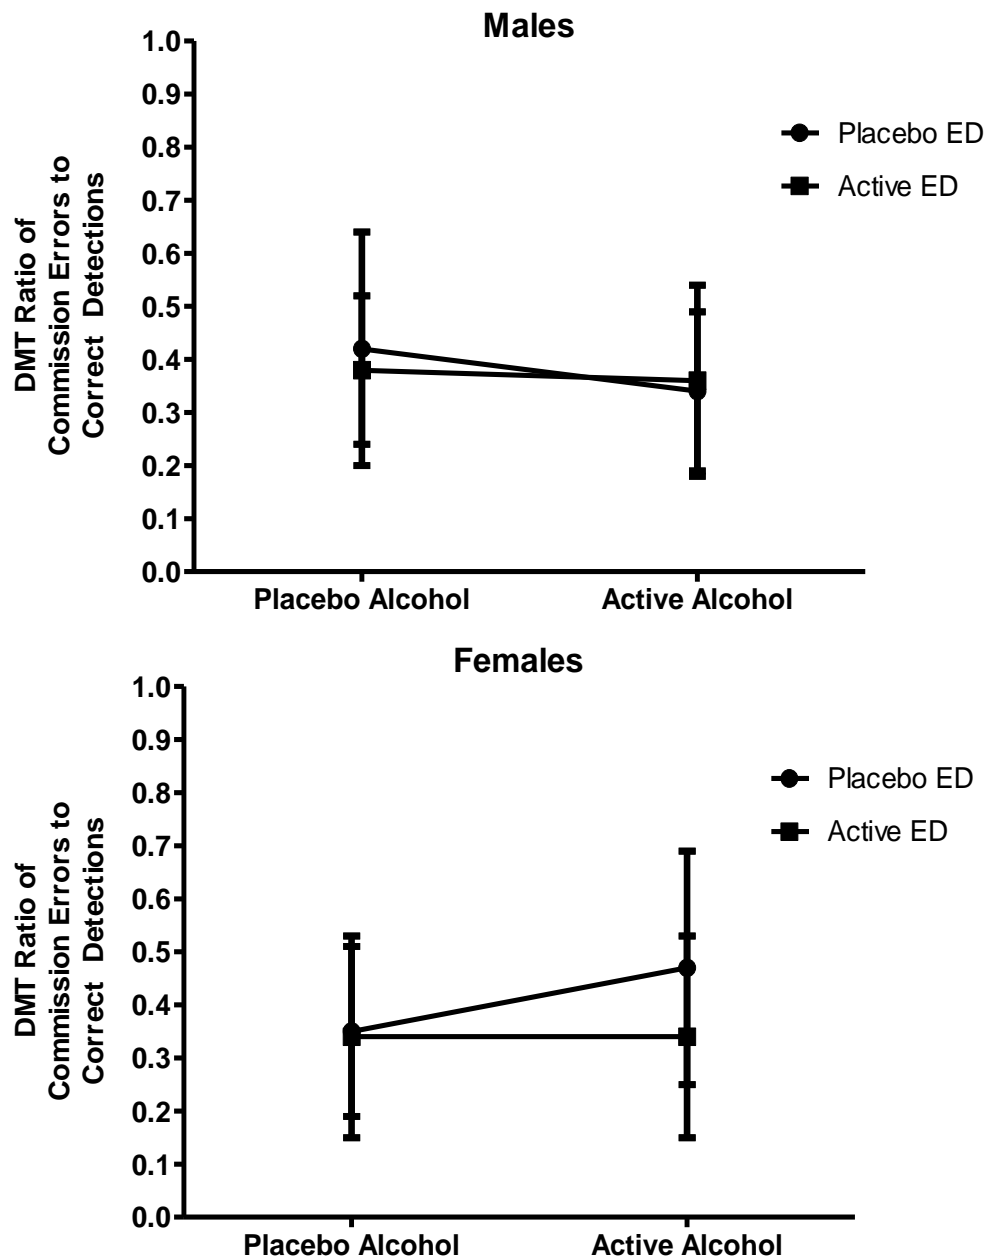 Males
1.0
0.9
0.8
0.7
0.6
0.5
0.4
0.3
0.2
0.1
0.0
DMT Ratio of
Commission Errors to
Correct Detections
Placebo ED
Active ED
Placebo Alcohol
Active Alcohol
Females
1.0
0.9
0.8
0.7
0.6
0.5
0.4
0.3
0.2
0.1
0.0
DMT Ratio of
Commission Errors to
Correct Detections
Placebo ED
Active ED
Placebo Alcohol
Active Alcohol